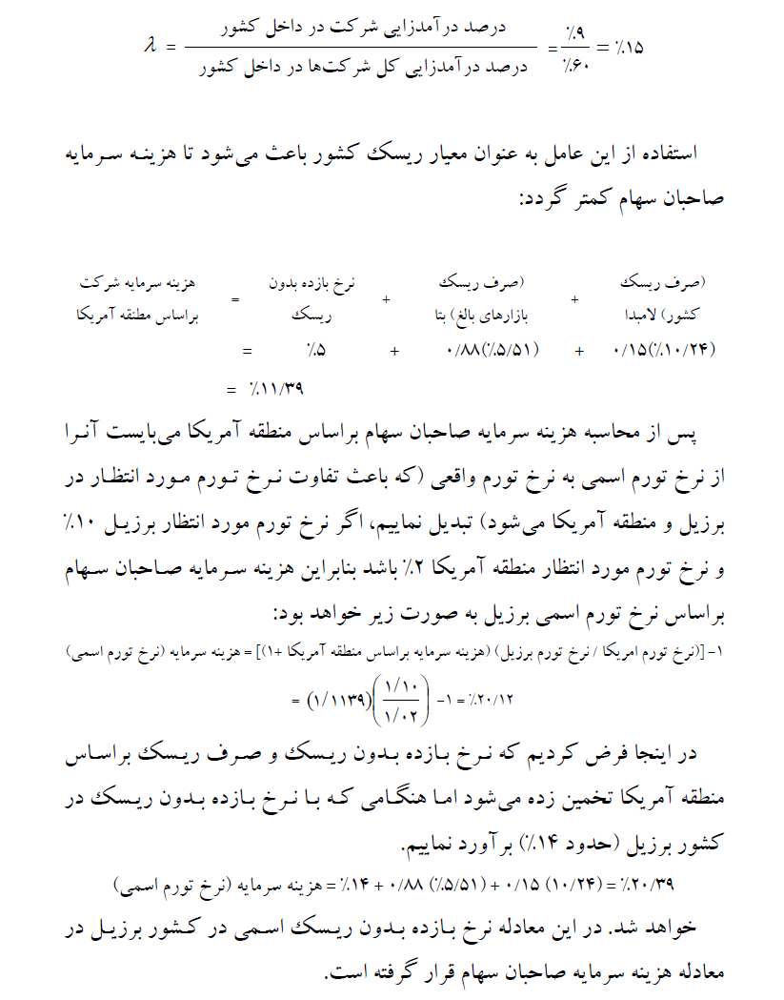 λ = درصد درآمدزایی شرکت در داخل کشور / درصد درآمدزایی کل شرکت‌ها در داخل کشور = ٪۹ / ٪۶۰ = ٪۱۵
استفاده از این عامل به عنوان معیار ریسک کشور باعث می‌شود تا هزینه سرمایه
صاحبان سهام کمتر گردد:
هزینه سرمایه شرکت = نرخ بازده بدون + (صرف ریسک + (صرف ریسک
براساس مطنقه آمریکا ریسک بازارهای بالغ) بتا کشور) لامبدا
= ٪۵ + ۰/۸۸(٪۵/۵۱) + ۰/۱۵(٪۱۰/۲۴)
= ٪۱۱/۳۹
پس از محاسبه هزینه سرمایه صاحبان سهام براساس منطقه آمریکا می‌بایست آنرا
از نرخ تورم اسمی به نرخ تورم واقعی (که باعث تفاوت نرخ تورم مورد انتظار در
برزیل و منطقه آمریکا می‌شود) تبدیل نماییم، اگر نرخ تورم مورد انتظار برزیل ۱۰٪
و نرخ تورم مورد انتظار منطقه آمریکا ۲٪ باشد بنابراین هزینه سرمایه صاحبان سهام
براساس نرخ تورم اسمی برزیل به صورت زیر خواهد بود:
۱- [(نرخ تورم امریکا / نرخ تورم برزیل) (هزینه سرمایه براساس منطقه آمریکا +۱)] = هزینه سرمایه (نرخ تورم اسمی)
= (۱/۱۱۳۹)(۱/۱۰ / ۱/۰۲) -۱ = ٪۲۰/۱۲
در اینجا فرض کردیم که نرخ بازده بدون ریسک و صرف ریسک براساس
منطقه آمریکا تخمین زده می‌شود اما هنگامی که با نرخ بازده بدون ریسک در
کشور برزیل (حدود ۱۴٪) برآورد نماییم.
٪۲۰/۳۹ = (۱۰/۲۴) ۰/۱۵ + (٪۵/۵۱) ۰/۸۸ + ٪۱۴ = هزینه سرمایه (نرخ تورم اسمی)
خواهد شد. در این معادله نرخ بازده بدون ریسک اسمی در کشور برزیل در
معادله هزینه سرمایه صاحبان سهام قرار گرفته است.